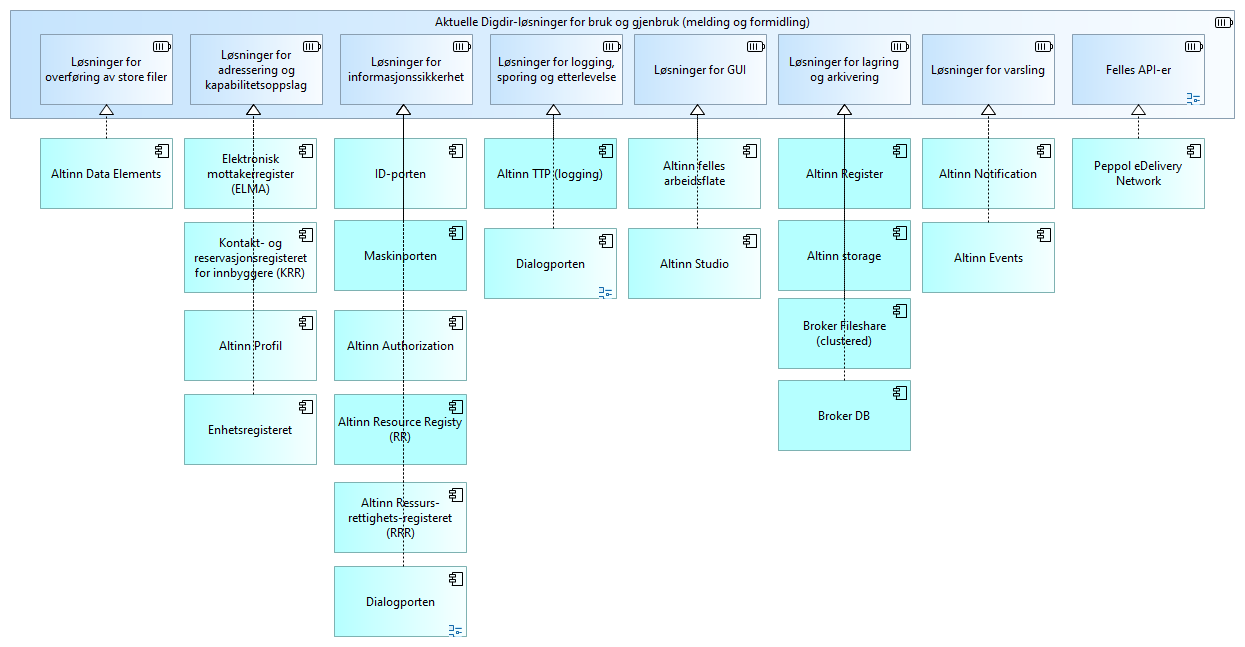 Aktuelle Digdir-løsninger for bruk og gjenbruk (melding og formidling)
Løsninger for
overføring av store filer
Løsninger for
adressering og
kapabilitetsoppslag
Løsninger for
informasjonssikkerhet
Løsninger for logging,
sporing og etterlevelse
Løsninger for GUI
Løsninger for lagring
og arkivering
Løsninger for varsling
Felles API-er
Altinn Data Elements
Elektronisk
mottakerregister
(ELMA)
Kontakt- og
reservasjonsregisteret
for innbyggere (KRR)
Altinn Profil
Enhetsregisteret
ID-porten
Maskinporten
Altinn Authorization
Altinn Resource Registy
(RR)
Altinn Ressurs-
rettighets-registeret
(RRR)
Dialogporten
Altinn TTP (logging)
Dialogporten
Altinn felles
arbeidsflate
Altinn Studio
Altinn Register
Altinn storage
Broker Fileshare
(clustered)
Broker DB
Altinn Notification
Altinn Events
Peppol eDelivery
Network